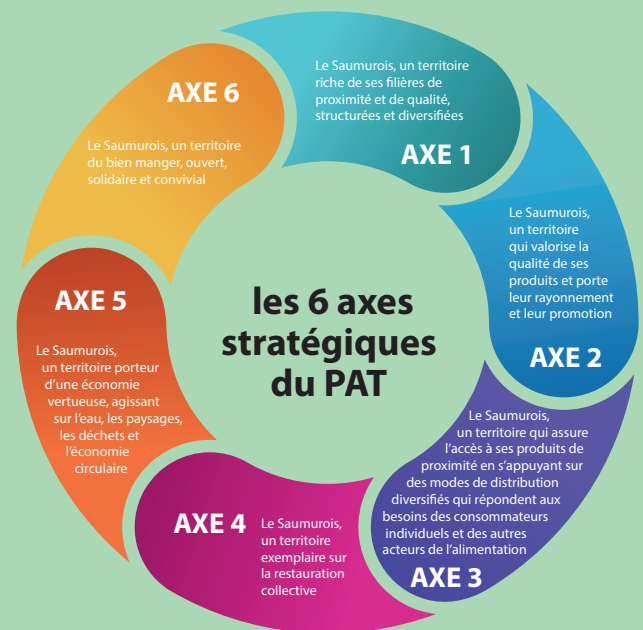 les 6 axes
stratégiques
du PAT
Le Saumurois, un territoire
riche de ses filières de
proximité et de qualité,
structurées et diversifiées
AXE 1
Le Saumurois,
un territoire
qui valorise la
qualité de ses
produits et porte
leur rayonnement
et leur promotion
AXE 2
Le Saumurois,
un territoire qui assure
l'accès à ses produits de
proximité en s'appuyant sur
des modes de distribution
diversifiés qui répondent aux
besoins des consommateurs
individuels et des autres
acteurs de l'alimentation
AXE 3
AXE 4
Le Saumurois,
un territoire
exemplaire sur
la restauration
collective
AXE 5
Le Saumurois,
un territoire porteur
d'une économie
vertueuse, agissant
sur l'eau, les paysages,
les déchets et
l'économie
circulaire
AXE 6
Le Saumurois, un territoire
du bien manger, ouvert,
solidaire et convivial